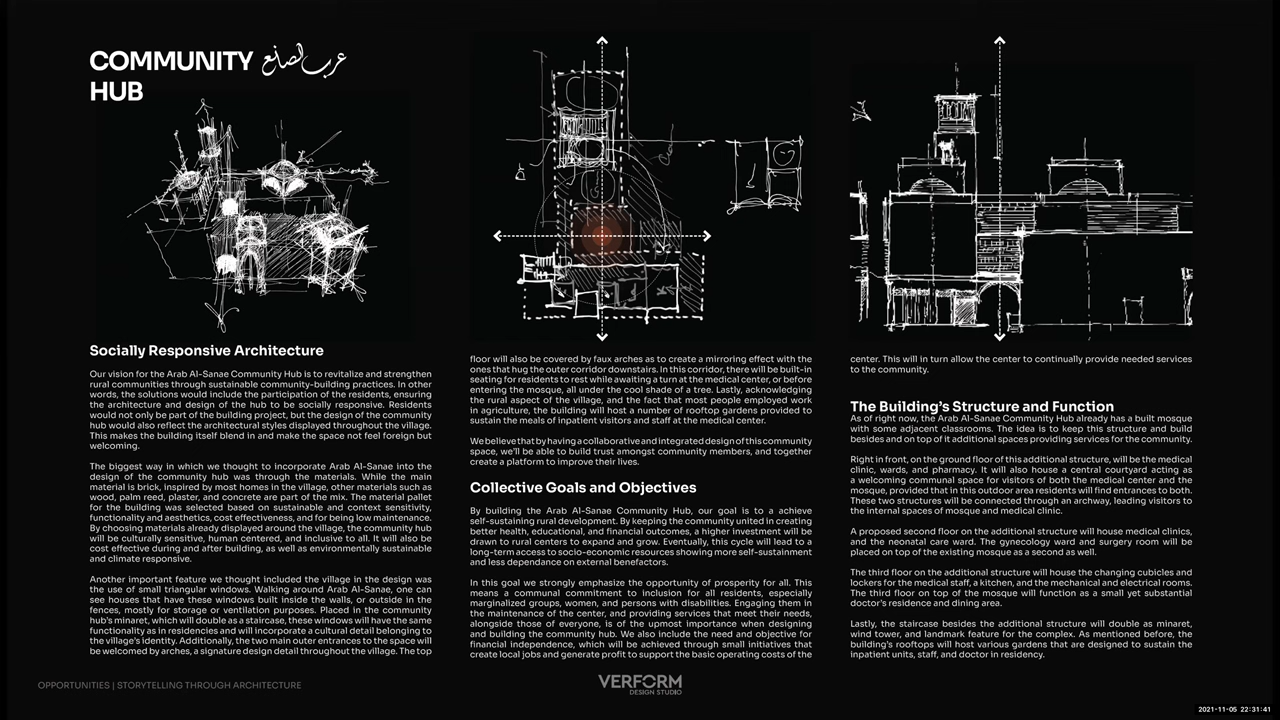 COMMUNITY عرب الصانع
HUB
Socially Responsive Architecture
Our vision for the Arab Al-Sanae Community Hub is to revitalize and strengthen
rural communities through sustainable community-building practices. In other
words, the solutions would include the participation of the residents, ensuring
the architecture and design of the hub to be socially responsive. Residents
would not only be part of the building project, but the design of the community
hub would also reflect the architectural styles displayed throughout the village.
This makes the building itself blend in and make the space not feel foreign but
welcoming.
The biggest way in which we thought to incorporate Arab Al-Sanae into the
design of the community hub was through the materials. While the main
material is brick, inspired by most homes in the village, other materials such as
wood, palm reed, plaster, and concrete are part of the mix. The material pallet
for the building was selected based on sustainable and context sensitivity,
functionality and aesthetics, cost effectiveness, and for being low maintenance.
By choosing materials already displayed around the village, the community hub
will be culturally sensitive, human centered, and inclusive to all. It will also be
cost effective during and after building, as well as environmentally sustainable
and climate responsive.
Another important feature we thought included the village in the design was
the use of small triangular windows. Walking around Arab Al-Sanae, one can
see houses that have these windows built inside the walls, or outside in the
fences, mostly for storage or ventilation purposes. Placed in the community
hub's minaret, which will double as a staircase, these windows will have the same
functionality as in residencies and will incorporate a cultural detail belonging to
the village's identity. Additionally, the two main outer entrances to the space will
be welcomed by arches, a signature design detail throughout the village. The top
floor will also be covered by faux arches as to create a mirroring effect with the
ones that hug the outer corridor downstairs. In this corridor, there will be built-in
seating for residents to rest while awaiting a turn at the medical center, or before
entering the mosque, all under the cool shade of a tree. Lastly, acknowledging
the rural aspect of the village, and the fact that most people employed work
in agriculture, the building will host a number of rooftop gardens provided to
sustain the meals of inpatient visitors and staff at the medical center.
We believe that by having a collaborative and integrated design of this community
space, we'll be able to build trust amongst community members, and together
create a platform to improve their lives.
Collective Goals and Objectives
By building the Arab Al-Sanae Community Hub, our goal is to a achieve
self-sustaining rural development. By keeping the community united in creating
better health, educational, and financial outcomes, a higher investment will be
drawn to rural centers to expand and grow. Eventually, this cycle will lead to a
long-term access to socio-economic resources showing more self-sustainment
and less dependance on external benefactors.
In this goal we strongly emphasize the opportunity of prosperity for all. This
means a communal commitment to inclusion for all residents, especially
marginalized groups, women, and persons with disabilities. Engaging them in
the maintenance of the center, and providing services that meet their needs,
alongside those of everyone, is of the upmost importance when designing
and building the community hub. We also include the need and objective for
financial independence, which will be achieved through small initiatives that
create local jobs and generate profit to support the basic operating costs of the
center. This will in turn allow the center to continually provide needed services
to the community.
The Building's Structure and Function
As of right now, the Arab Al-Sanae Community Hub already has a built mosque
with some adjacent classrooms. The idea is to keep this structure and build
besides and on top of it additional spaces providing services for the community.
Right in front, on the ground floor of this additional structure, will be the medical
clinic, wards, and pharmacy. It will also house a central courtyard acting as
a welcoming communal space for visitors of both the medical center and the
mosque, provided that in this outdoor area residents will find entrances to both.
These two structures will be connected through an archway, leading visitors to
the internal spaces of mosque and medical clinic.
A proposed second floor on the additional structure will house medical clinics,
and the neonatal care ward. The gynecology ward and surgery room will be
placed on top of the existing mosque as a second as well.
The third floor on the additional structure will house the changing cubicles and
lockers for the medical staff, a kitchen, and the mechanical and electrical rooms.
The third floor on top of the mosque will function as a small yet substantial
doctor's residence and dining area.
Lastly, the staircase besides the additional structure will double as minaret,
wind tower, and landmark feature for the complex. As mentioned before, the
building's rooftops will host various gardens that are designed to sustain the
inpatient units, staff, and doctor in residency.
OPPORTUNITIES | STORYTELLING THROUGH ARCHITECTURE
VERFORM
DESIGN STUDIO
2021-11-05 22:31:41